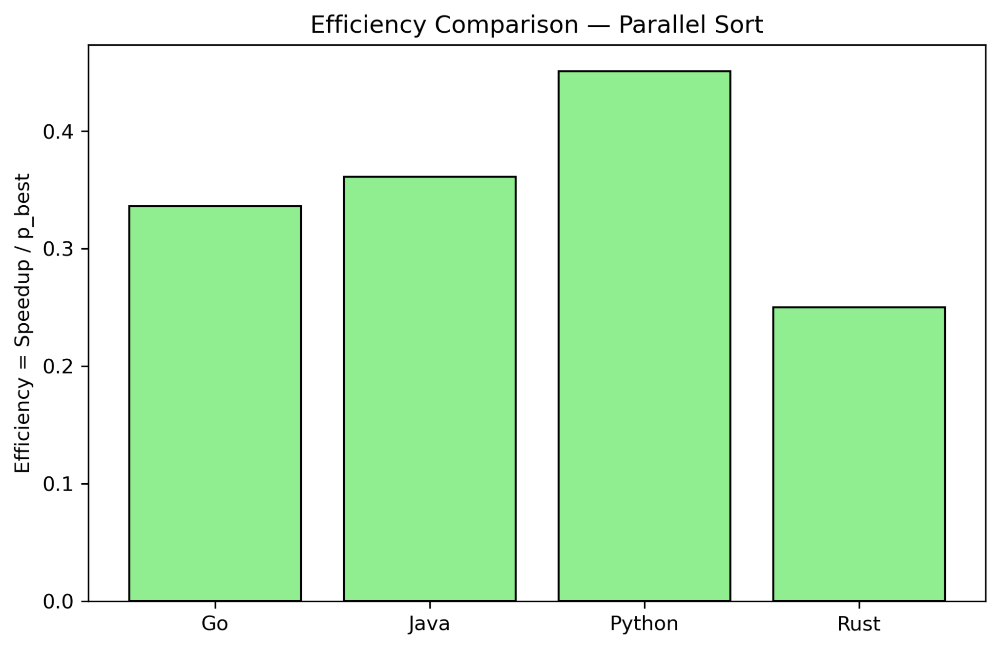 Efficiency Comparison — Parallel Sort
Efficiency = Speedup / p_best
0.4
0.3
0.2
0.1
0.0
Go
Java
Python
Rust